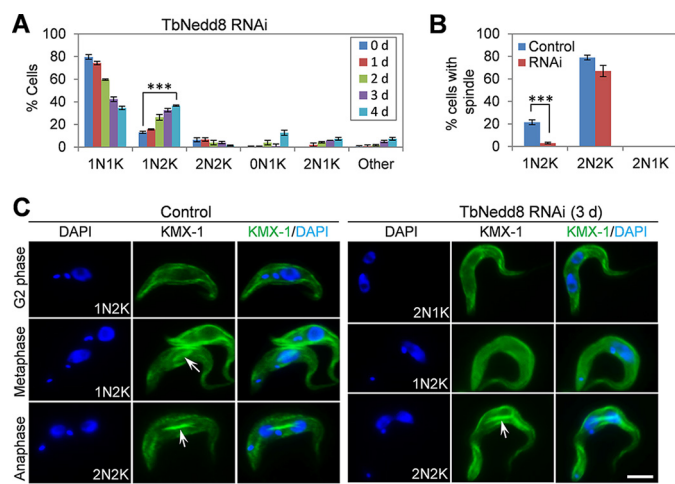 A
TbNedd8 RNAi
% Cells
100
80
60
40
20
0
0 d
1 d
2 d
3 d
4 d
***
1N1K 1N2K 2N2K 0N1K 2N1K Other
B
% cells with
spindle
100
80
60
40
20
0
Control
RNAi
***
1N2K 2N2K 2N1K
C
Control
DAPI KMX-1 KMX-1/DAPI
G2 phase
1N2K
Metaphase
1N2K
Anaphase
2N2K
TbNedd8 RNAi (3 d)
DAPI KMX-1 KMX-1/DAPI
2N1K
1N2K
2N2K